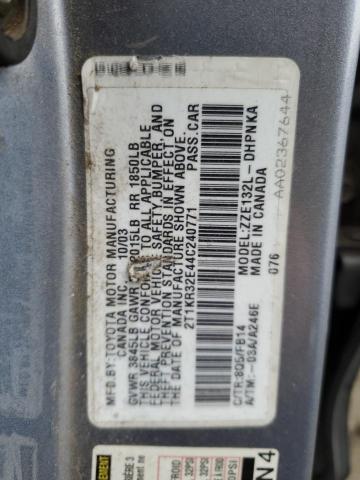 MFD.BY:TOYOTA MOTOR MANUFACTURING
CANADA INC. 10/03
GVWR 3845LB GAWR 2015LB RR 1850LB
THIS VEHICLE CONFORMS TO ALL APPLICABLE
FEDERAL MOTOR VEHICLE SAFETY,BUMPER, AND
THEFT PREVENTION STANDARDS IN EFFECT ON
THE DATE OF MANUFACTURE SHOWN ABOVE.
2T1KR32E44C240771 PASS.CAR
MODEL:ZZE132L-DHPNKA
C/TR:8Q5/FB14 MADE IN CANADA
A/TM:-03A/A246E 076 AA02367644
EMENT